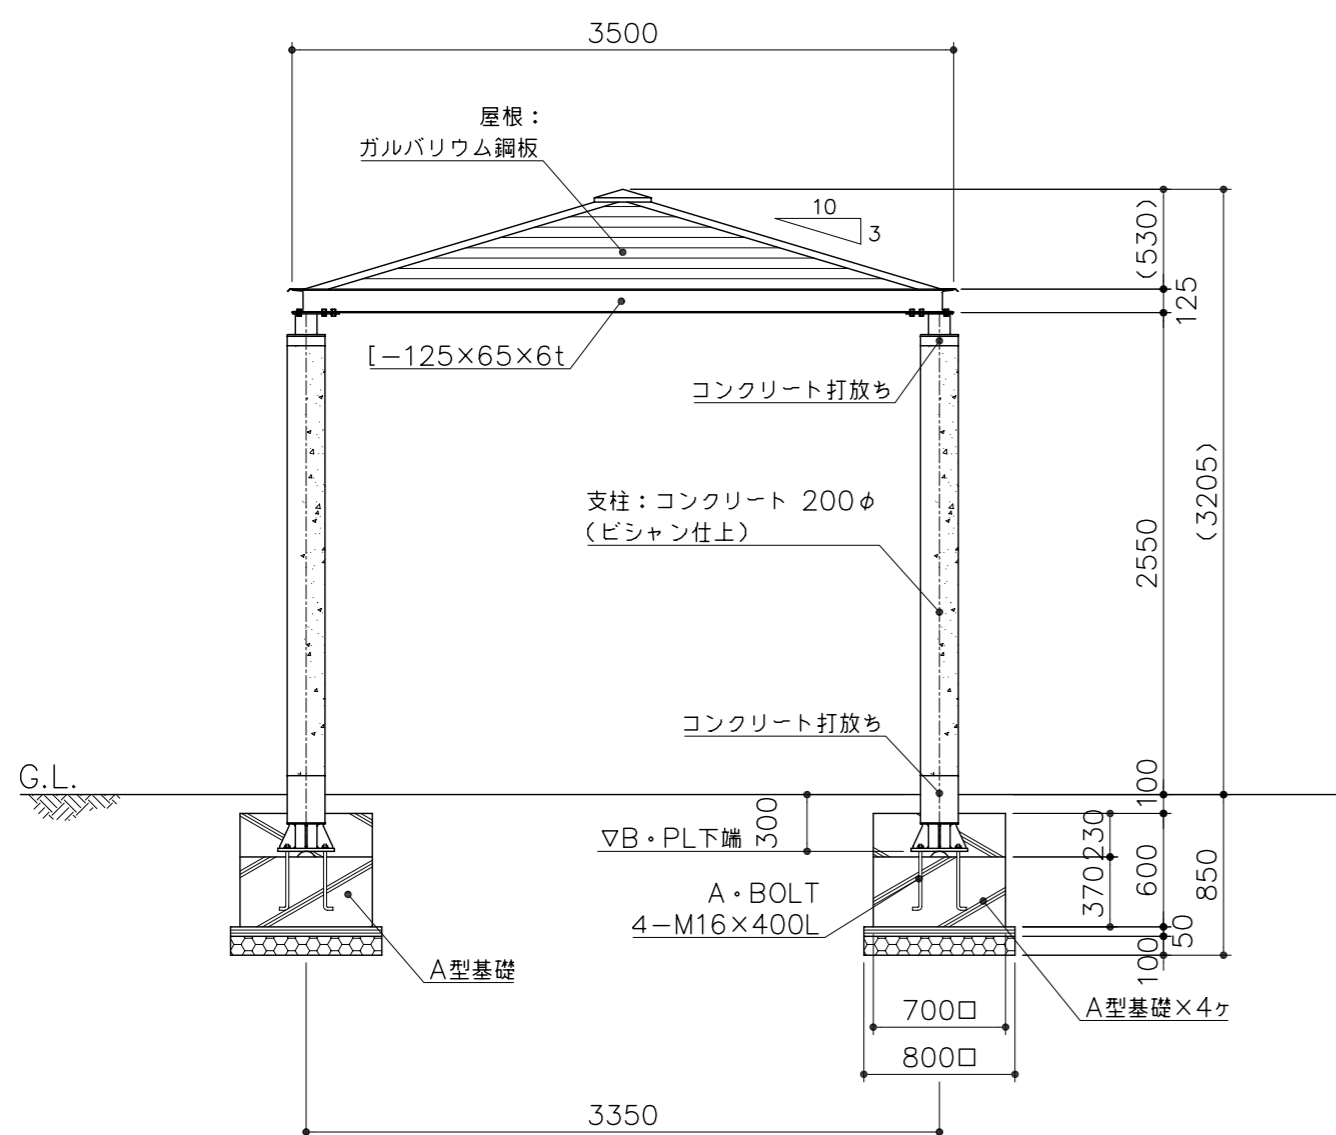 3500
屋根：
ガルバリウム鋼板
10
3
(530)
125
[-125×65×6t
コンクリート打放ち
支柱：コンクリート 200φ
（ビシャン仕上）
2550
(3205)
コンクリート打放ち
G.L.
100
300
▽B・PL下端
230
370
600
850
A・BOLT
4-M16×400L
50
100
A型基礎
700□
A型基礎×4ヶ
800□
3350